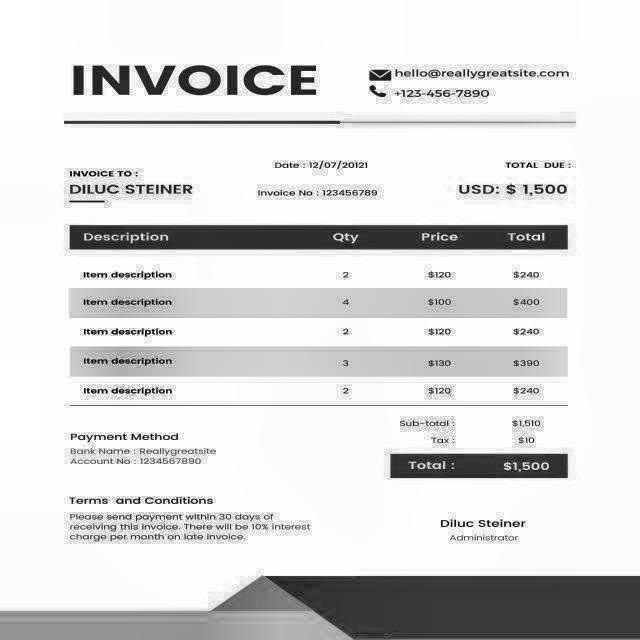 INVOICE
hello@reallygreatsite.com
+123-456-7890
INVOICE TO :
DILUC STEINER
Date : 12/07/20121
Invoice No : 123456789
TOTAL DUE :
USD: $ 1,500
Description Qty Price Total
Item description 2 $120 $240
Item description 4 $100 $400
Item description 2 $120 $240
Item description 3 $130 $390
Item description 2 $120 $240
Sub-total : $1,510
Tax : $10
Total : $1,500
Payment Method
Bank Name : Reallygreatsite
Account No : 1234567890
Terms and Conditions
Please send payment within 30 days of
receiving this invoice. There will be 10% interest
charge per month on late invoice.
Diluc Steiner
Administrator